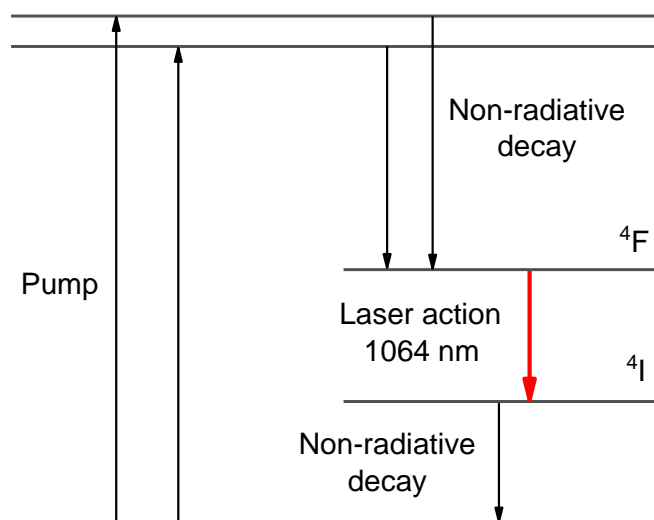 Non-radiative
decay
⁴F
Pump
Laser action
1064 nm
⁴I
Non-radiative
decay